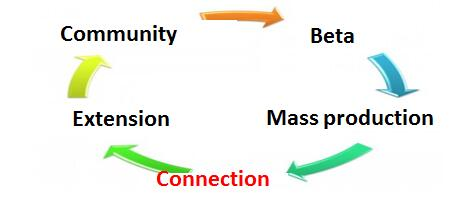 Community
Beta
Extension
Mass production
Connection